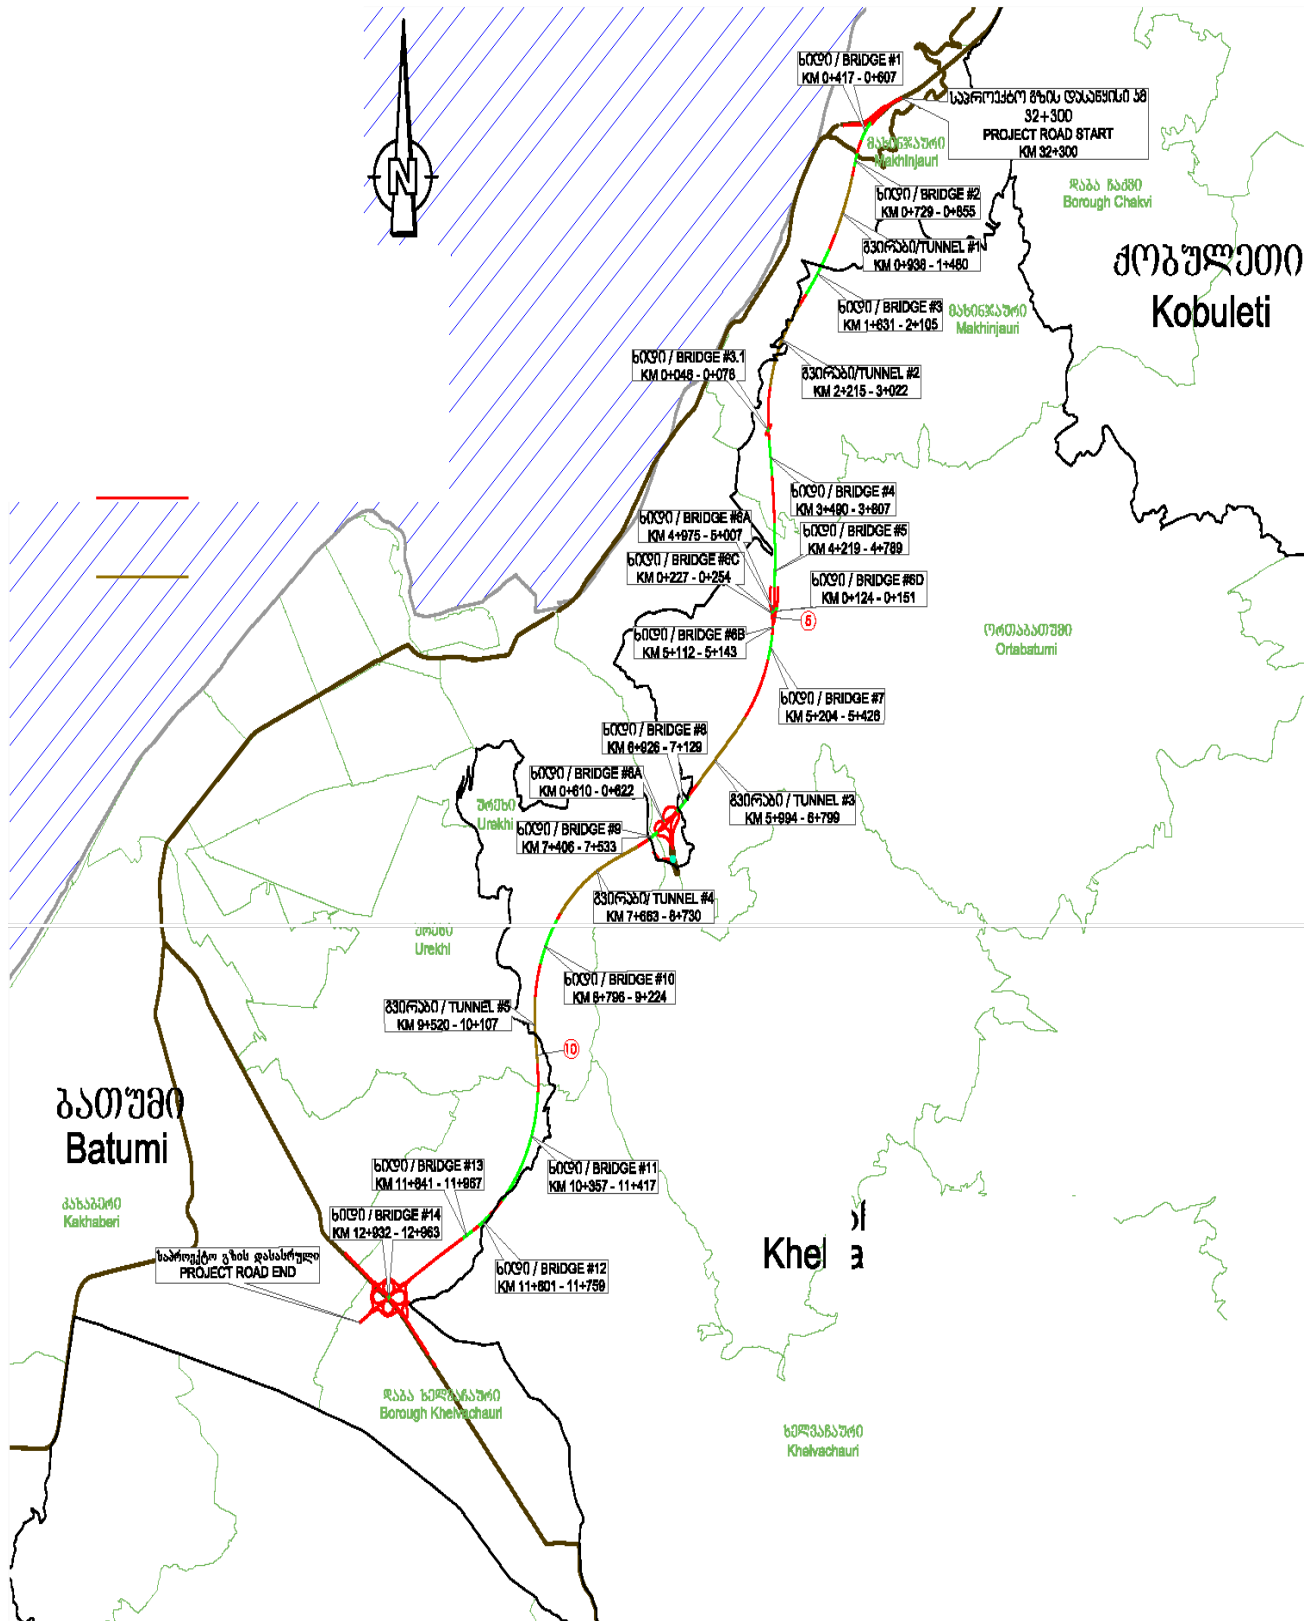 ხიდი / BRIDGE #1
KM 0+417 - 0+607
საპროექტო გზის დასაწყისი კმ
32+300
PROJECT ROAD START
KM 32+300
მახინჯაური
Makhinjauri
დაბა ჩაქვი
Borough Chakvi
ხიდი / BRIDGE #2
KM 0+729 - 0+855
გვირაბი/TUNNEL #1
KM 0+938 - 1+480
ქობულეთი
Kobuleti
ხიდი / BRIDGE #3
KM 1+631 - 2+105
მახინჯაური
Makhinjauri
ხიდი / BRIDGE #3.1
KM 0+046 - 0+078
გვირაბი/TUNNEL #2
KM 2+215 - 3+022
ხიდი / BRIDGE #4
KM 3+490 - 3+807
ხიდი / BRIDGE #6A
KM 4+975 - 5+007
ხიდი / BRIDGE #5
KM 4+219 - 4+789
ხიდი / BRIDGE #6C
KM 0+227 - 0+254
ხიდი / BRIDGE #6D
KM 0+124 - 0+151
ხიდი / BRIDGE #6B
KM 5+112 - 5+143
ორთაბათუმი
Ortabatumi
ხიდი / BRIDGE #7
KM 5+204 - 5+426
ხიდი / BRIDGE #8
KM 6+926 - 7+129
ხიდი / BRIDGE #8A
KM 0+610 - 0+622
გვირაბი / TUNNEL #3
KM 5+994 - 6+799
ურეხი
Urekhi
ხიდი / BRIDGE #9
KM 7+406 - 7+533
გვირაბი/ TUNNEL #4
KM 7+663 - 8+730
ურეხი
Urekhi
ხიდი / BRIDGE #10
KM 8+796 - 9+224
გვირაბი / TUNNEL #5
KM 9+520 - 10+107
10
ბათუმი
Batumi
ხიდი / BRIDGE #13
KM 11+841 - 11+967
ხიდი / BRIDGE #11
KM 10+357 - 11+417
კახაბერი
Kakhaberi
ხიდი / BRIDGE #14
KM 12+932 - 12+963
საპროექტო გზის დასასრული
PROJECT ROAD END
ხიდი / BRIDGE #12
KM 11+601 - 11+759
დაბა ხელვაჩაური
Borough Khelvachauri
ხელვაჩაური
Khelvachauri